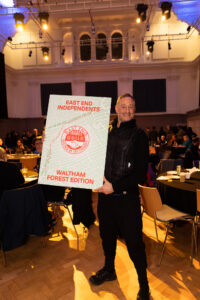 EAST END
INDEPENDENTS
WALTHAM
FOREST EDITION